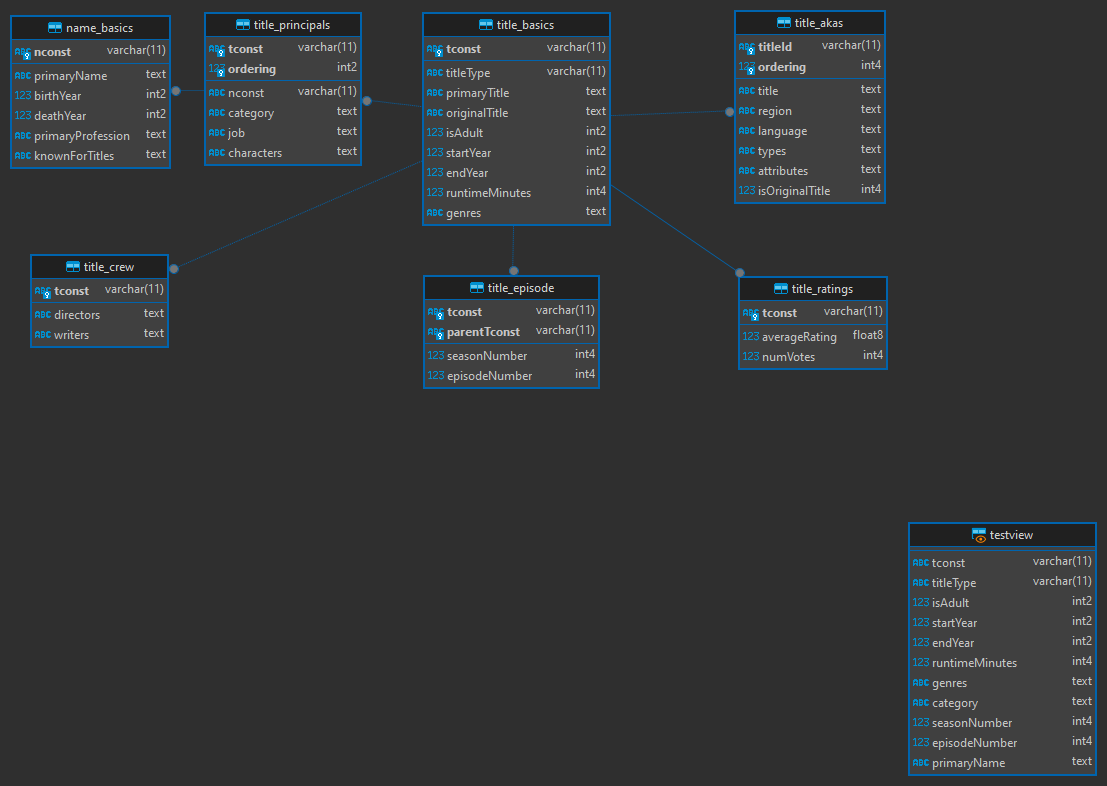 name_basics
nconst varchar(11)
ABC primaryName text
123 birthYear int2
123 deathYear int2
ABC primaryProfession text
ABC knownForTitles text
title_principals
ABC tconst varchar(11)
123 ordering int2
ABC nconst varchar(11)
ABC category text
ABC job text
ABC characters text
title_basics
ABC tconst varchar(11)
ABC titleType varchar(11)
ABC primaryTitle text
ABC originalTitle text
123 isAdult int2
123 startYear int2
123 endYear int2
123 runtimeMinutes int4
ABC genres text
title_akas
ABC titleId varchar(11)
123 ordering int4
ABC title text
ABC region text
ABC language text
ABC types text
ABC attributes text
123 isOriginalTitle int4
title_crew
ABC tconst varchar(11)
ABC directors text
ABC writers text
title_episode
ABC tconst varchar(11)
ABC parentTconst varchar(11)
123 seasonNumber int4
123 episodeNumber int4
title_ratings
ABC tconst varchar(11)
123 averageRating float8
123 numVotes int4
testview
ABC tconst varchar(11)
ABC titleType varchar(11)
123 isAdult int2
123 startYear int2
123 endYear int2
123 runtimeMinutes int4
ABC genres text
ABC category text
123 seasonNumber int4
123 episodeNumber int4
ABC primaryName text